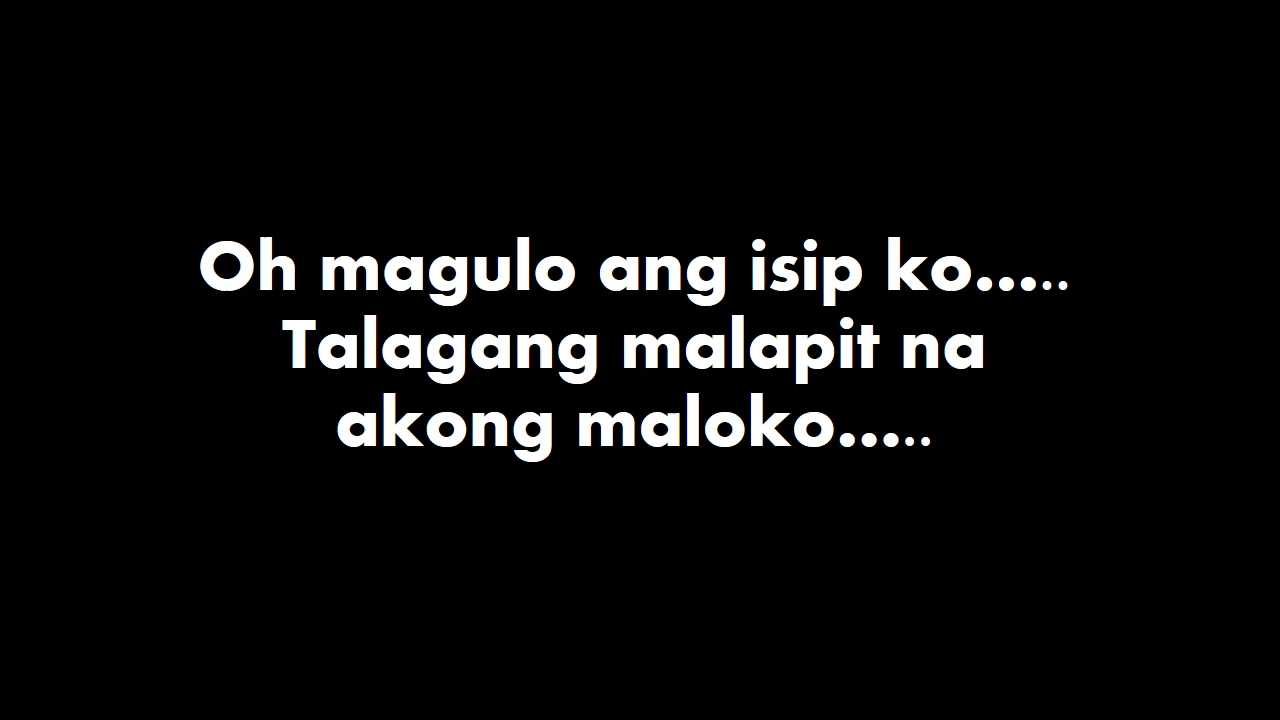 Oh magulo ang isip ko.....
Talagang malapit na
akong maloko.....